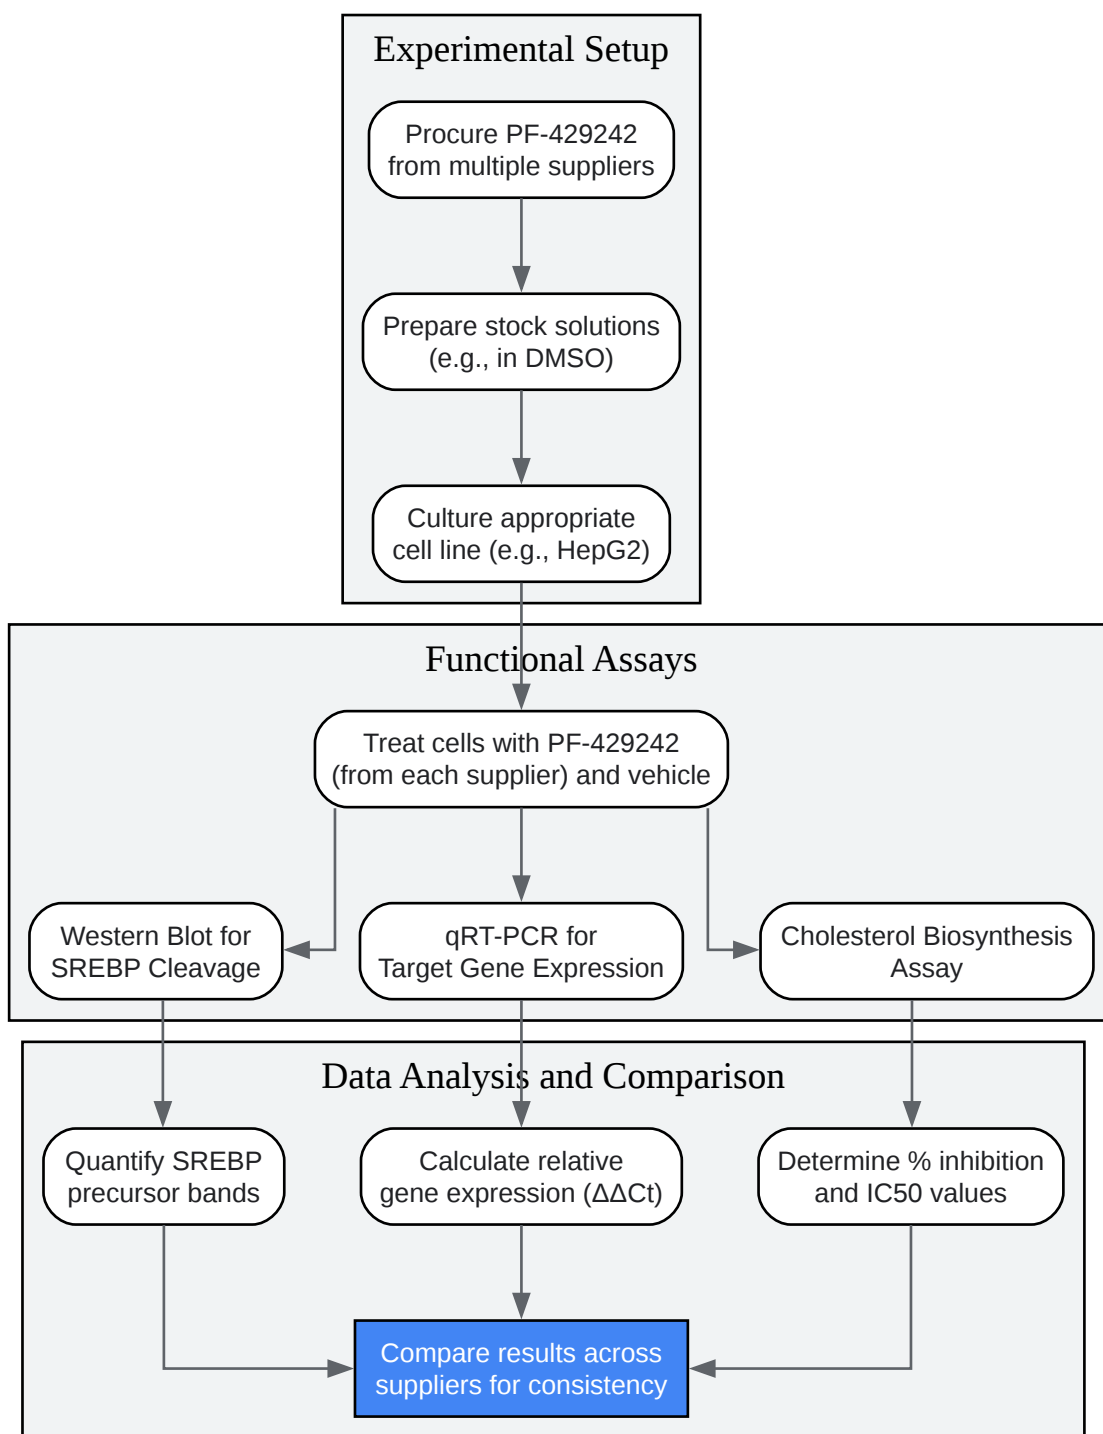 Experimental Setup
Procure PF-429242
from multiple suppliers
Prepare stock solutions
(e.g., in DMSO)
Culture appropriate
cell line (e.g., HepG2)
Functional Assays
Treat cells with PF-429242
(from each supplier) and vehicle
Western Blot for
SREBP Cleavage
qRT-PCR for
Target Gene Expression
Cholesterol Biosynthesis
Assay
Data Analysis and Comparison
Quantify SREBP
precursor bands
Calculate relative
gene expression (ΔΔCt)
Determine % inhibition
and IC50 values
Compare results across
suppliers for consistency